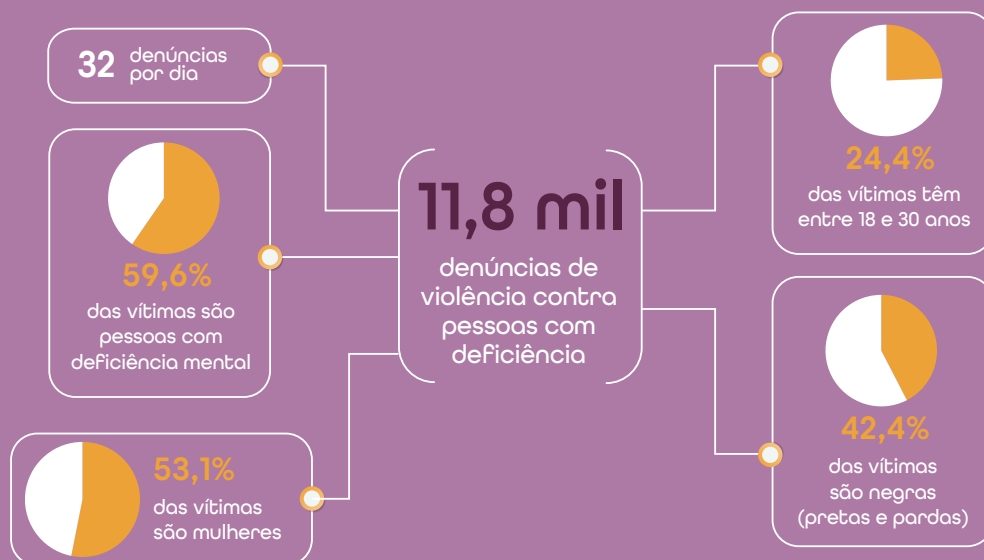 32 denúncias
por dia
59,6%
das vítimas são
pessoas com
deficiência mental
53,1%
das vítimas
são mulheres
11,8 mil
denúncias de
violência contra
pessoas com
deficiência
24,4%
das vítimas têm
entre 18 e 30 anos
42,4%
das vítimas
são negras
(pretas e pardas)